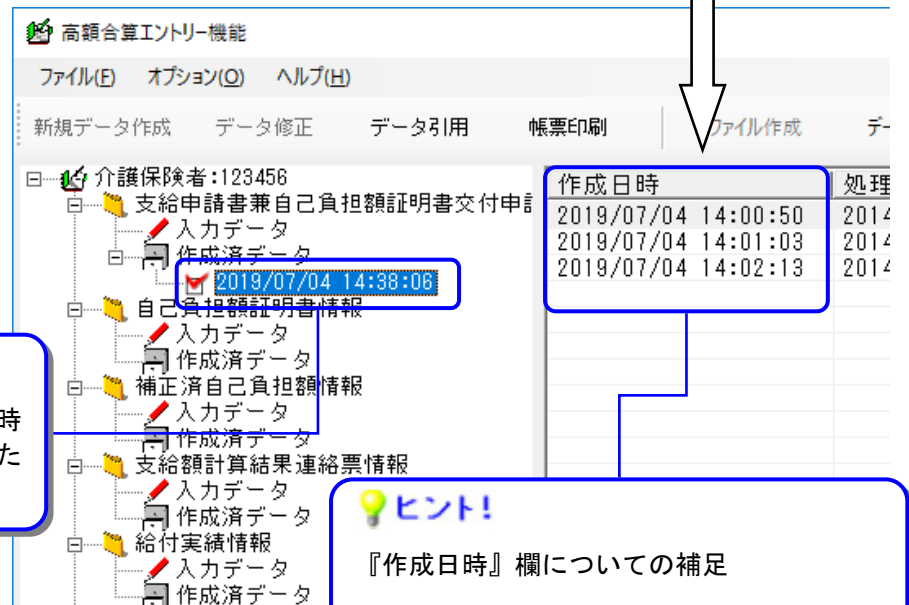 高額合算エントリー機能
ファイル(F) オプション(O) ヘルプ(H)
新規データ作成 データ修正 データ引用 帳票印刷 ファイル作成 デー
介護保険者:123456
支給申請書兼自己負担額証明書交付申請
入力データ
作成済データ
2019/07/04 14:38:06
自己負担額証明書情報
入力データ
作成済データ
補正済自己負担額情報
入力データ
作成済データ
支給額計算結果連絡票情報
入力データ
作成済データ
給付実績情報
入力データ
作成済データ
作成日時 処理
2019/07/04 14:00:50 2014
2019/07/04 14:01:03 2014
2019/07/04 14:02:13 2014
時
た
ヒント!
『作成日時』欄についての補足